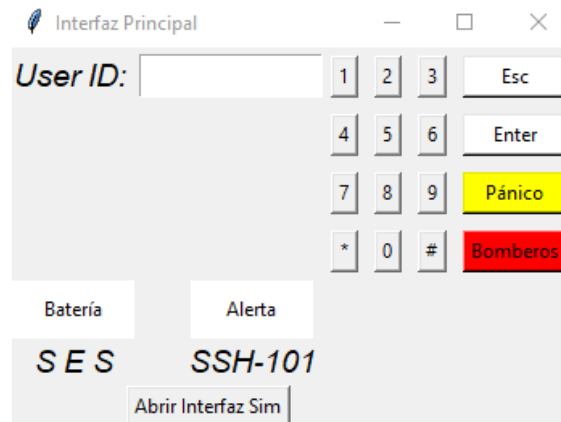 Interfaz Principal
User ID: 1 2 3 Esc
4 5 6 Enter
7 8 9 Pánico
* 0 # Bomberos
Batería Alerta
S E S SSH-101
Abrir Interfaz Sim